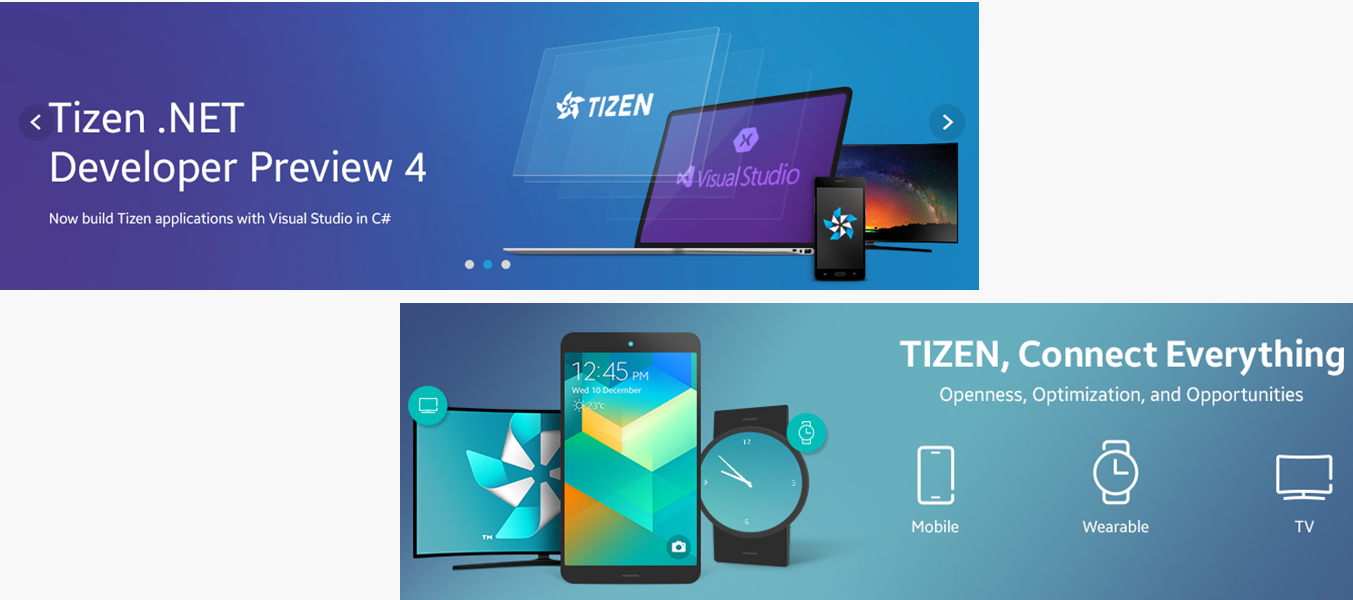 Tizen .NET
Developer Preview 4
Now build Tizen applications with Visual Studio in C#
TIZEN
Visual Studio
12:45 PM
Wed 10 December
23°c
TM
12
3
6
9
TIZEN, Connect Everything
Openness, Optimization, and Opportunities
Mobile
Wearable
TV